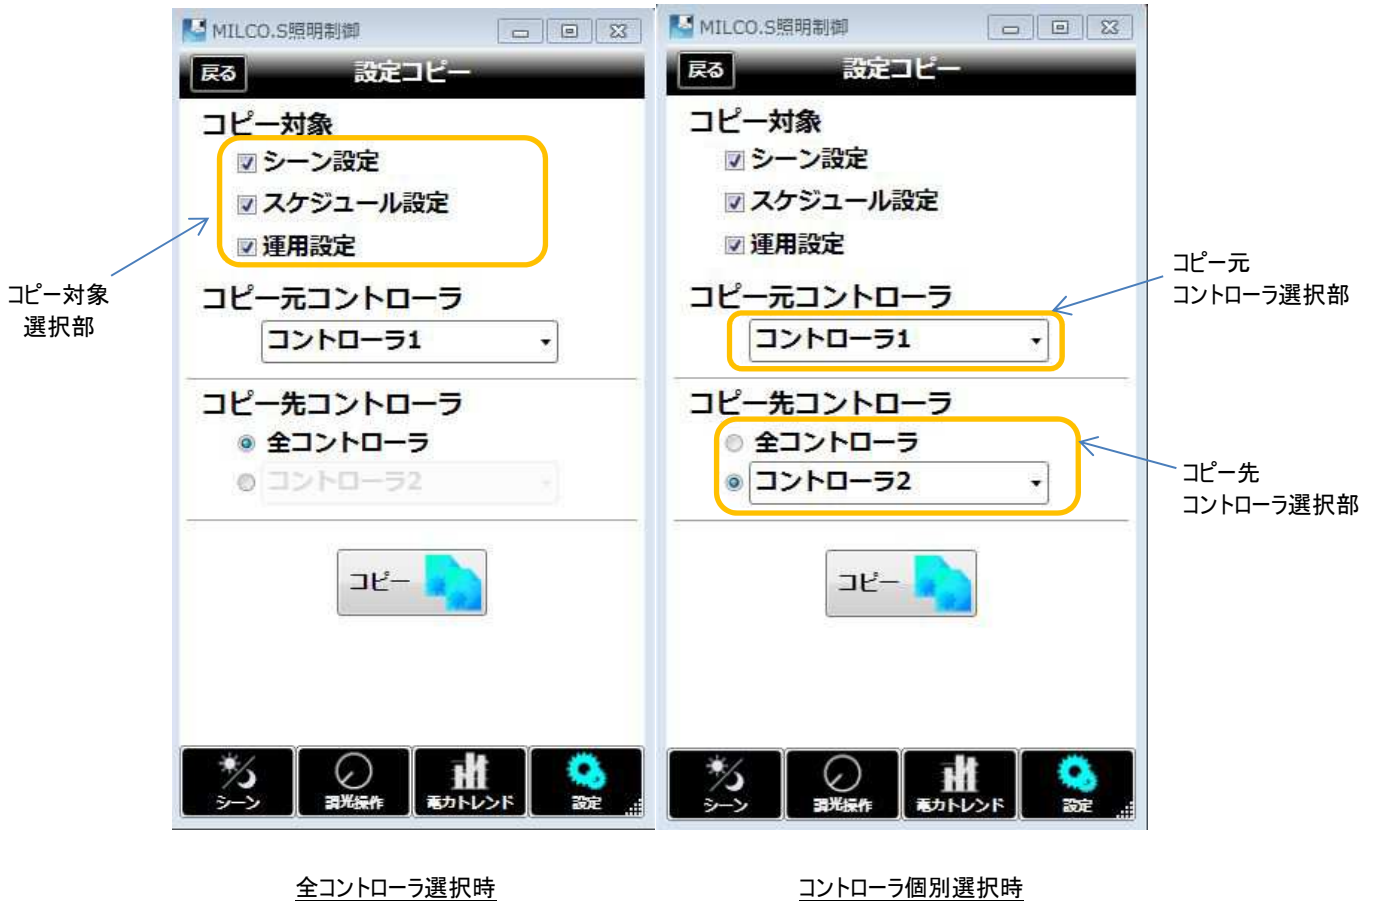 MILCO.S照明制御
戻る
設定コピー
コピー対象
シーン設定
スケジュール設定
運用設定
コピー元コントローラ
コントローラ1
コピー先コントローラ
全コントローラ
コントローラ2
コピー
シーン
調光操作
電力トレンド
設定
MILCO.S照明制御
戻る
設定コピー
コピー対象
シーン設定
スケジュール設定
運用設定
コピー元コントローラ
コントローラ1
コピー先コントローラ
全コントローラ
コントローラ2
コピー
シーン
調光操作
電力トレンド
設定
コピー対象
選択部
コピー元
コントローラ選択部
コピー先
コントローラ選択部
全コントローラ選択時
コントローラ個別選択時